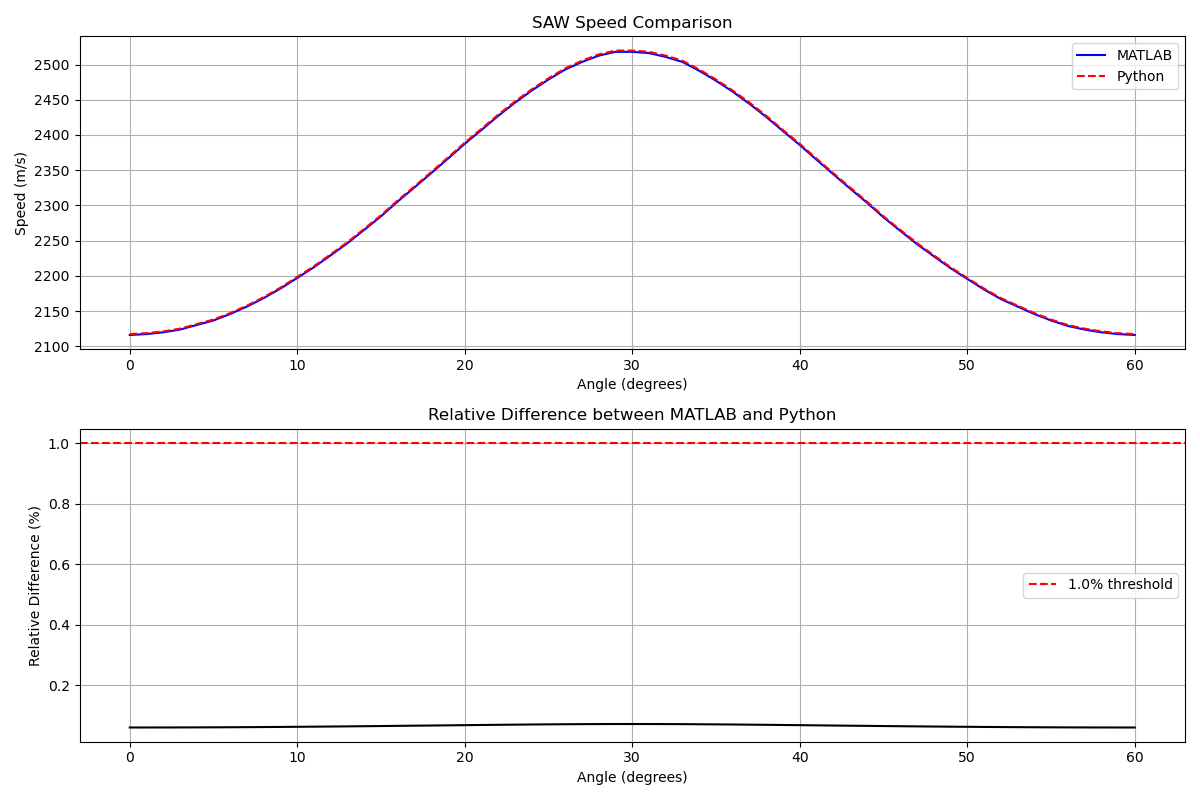 SAW Speed Comparison
2500
2450
2400
2350
2300
2250
2200
2150
2100
Speed (m/s)
MATLAB
Python
0 10 20 30 40 50 60
Angle (degrees)
Relative Difference between MATLAB and Python
1.0
0.8
0.6
0.4
0.2
Relative Difference (%)
1.0% threshold
0 10 20 30 40 50 60
Angle (degrees)